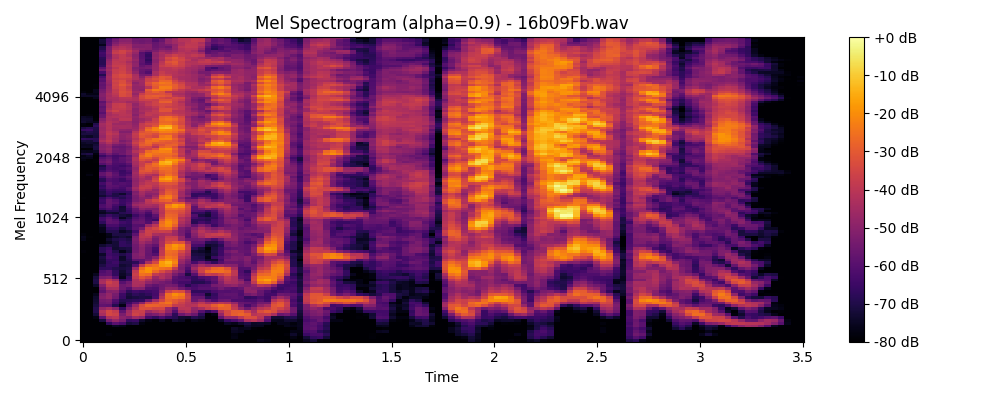 Mel Spectrogram (alpha=0.9) - 16b09Fb.wav
Mel Frequency
4096
2048
1024
512
0
0
0.5
1
1.5
2
2.5
3
3.5
Time
+0 dB
-10 dB
-20 dB
-30 dB
-40 dB
-50 dB
-60 dB
-70 dB
-80 dB